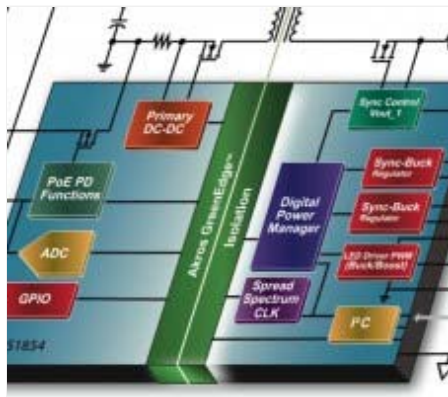 Primary
DC-DC
Sync Control
Vout_1
PoE PD
Functions
Akros GreenEdge™
Isolation
Digital
Power
Manager
Sync-Buck
Regulator
Sync-Buck
Regulator
ADC
LED Driver PWM
(Buck/Boost)
GPIO
Spread
Spectrum
CLK
I²C
51854